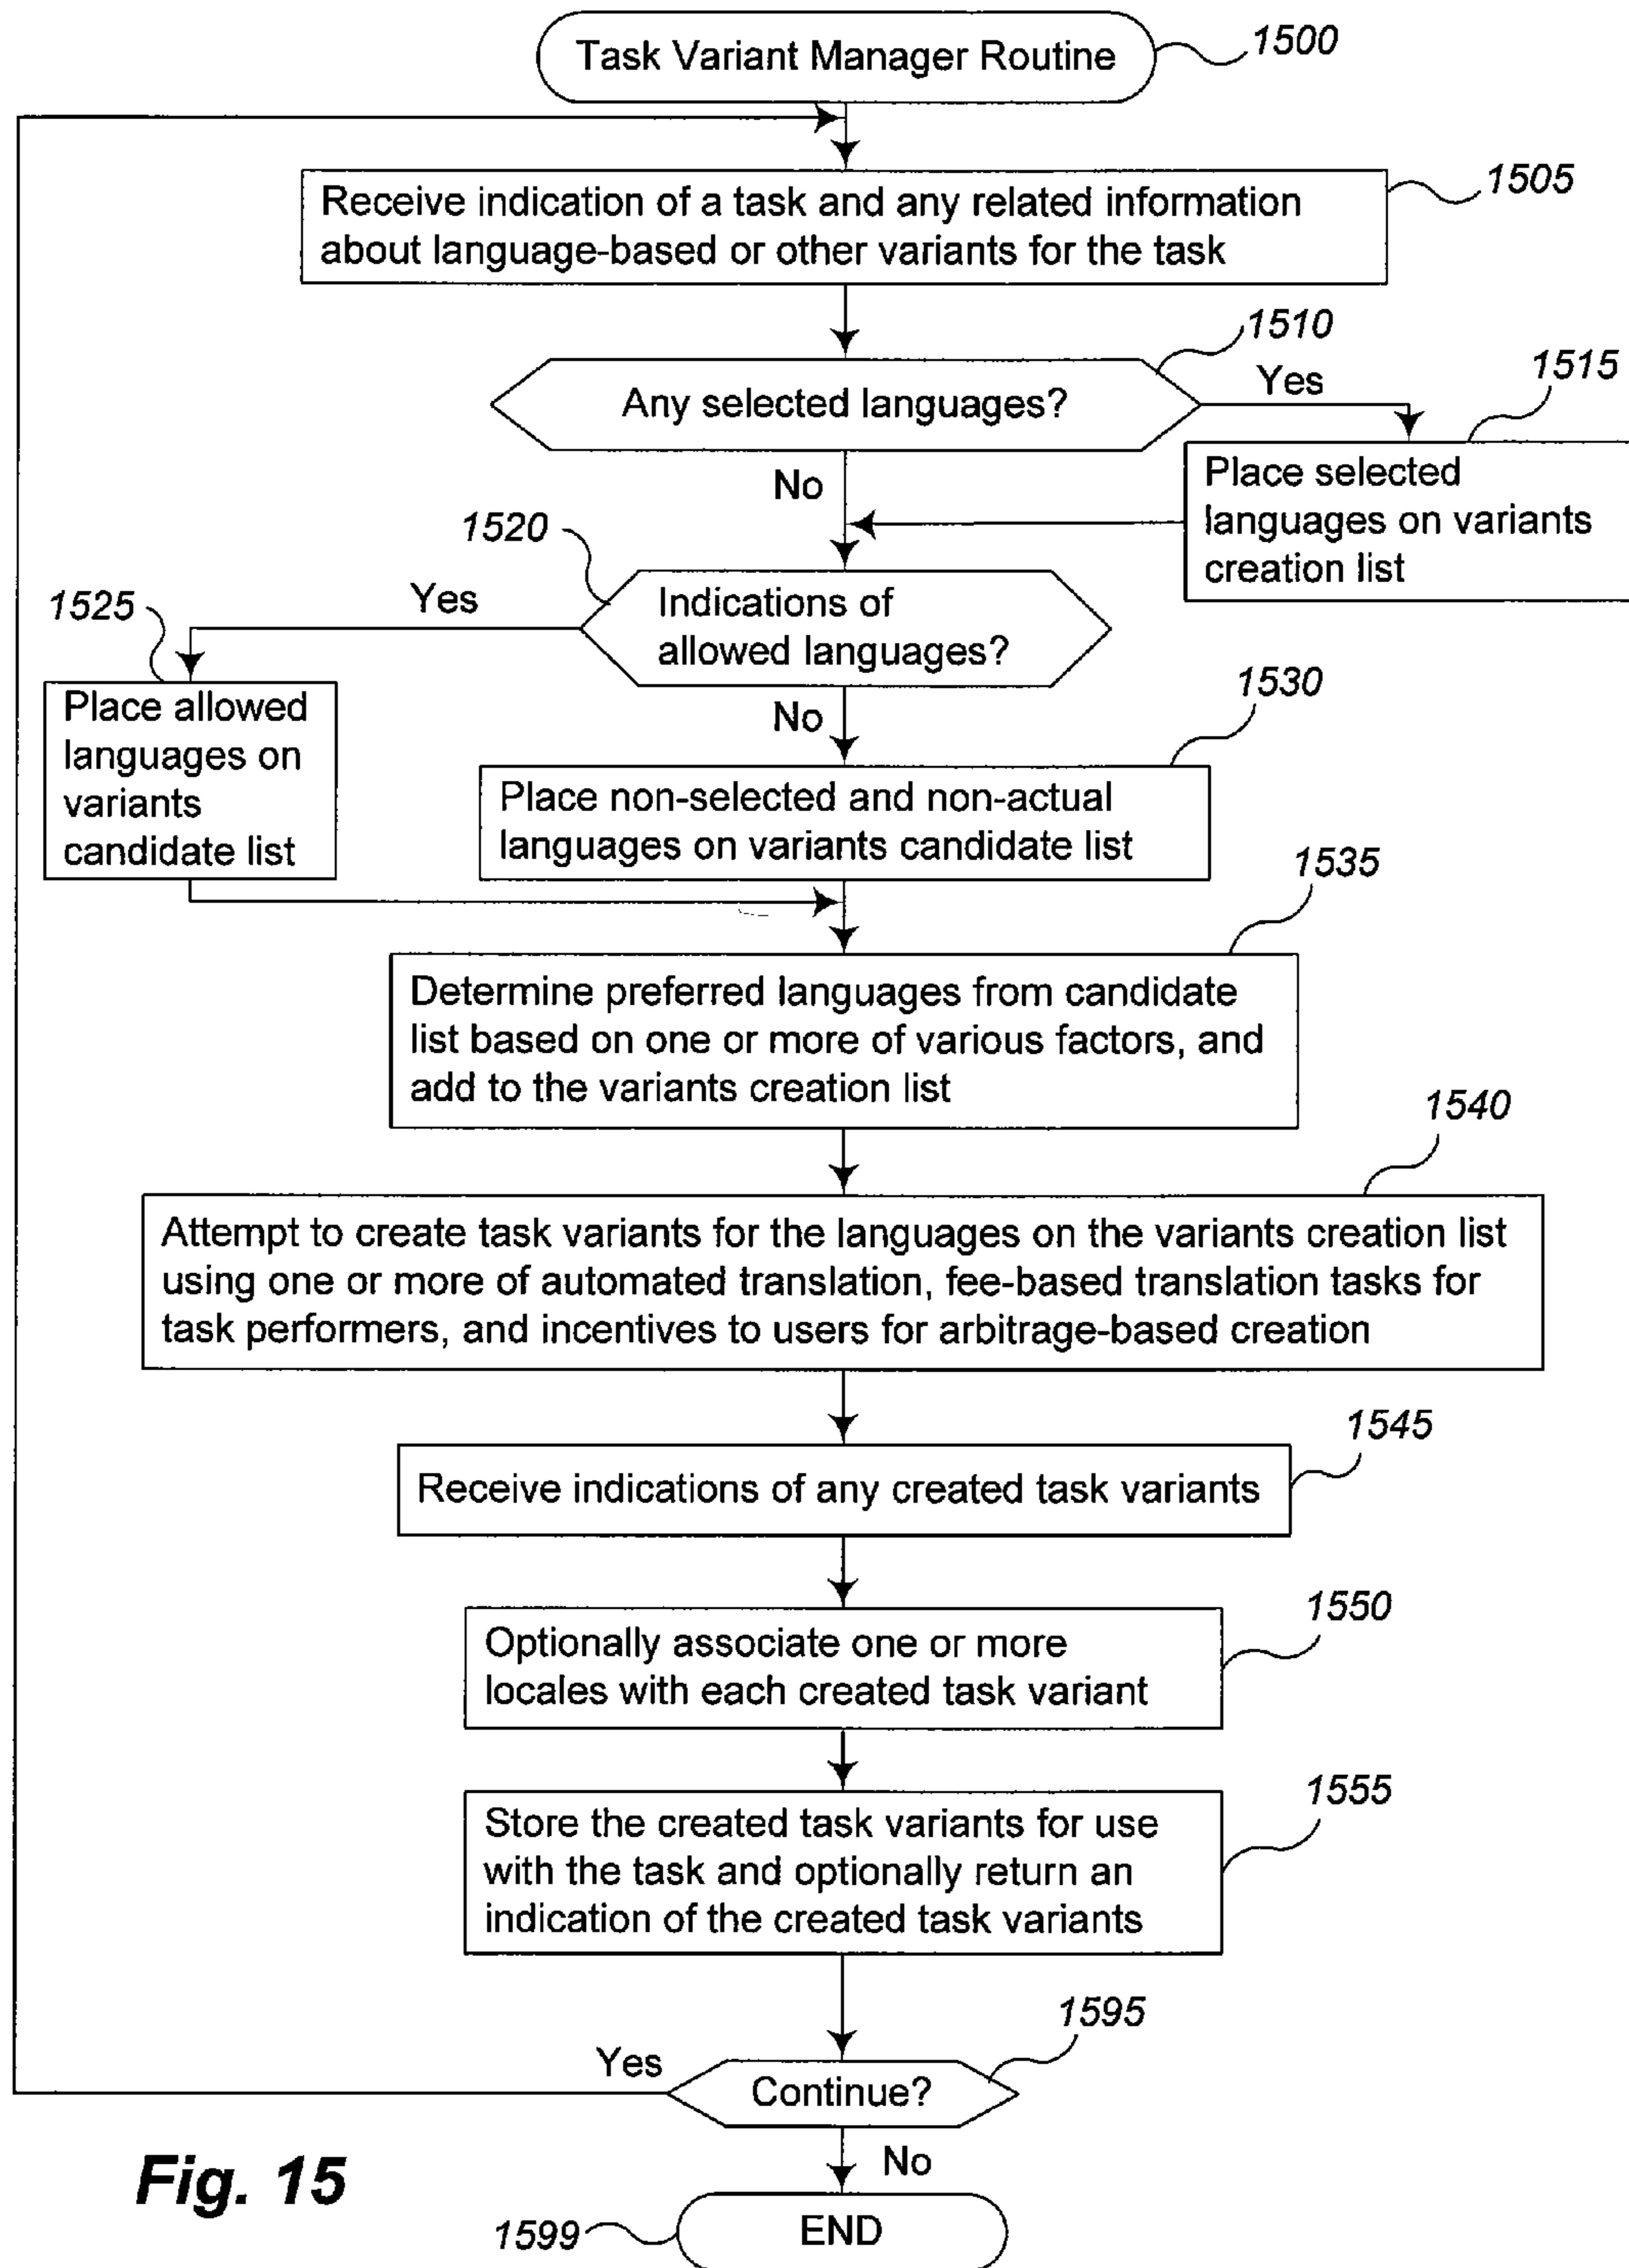 Task Variant Manager Routine
1500
Receive indication of a task and any related information
about language-based or other variants for the task
1505
Any selected languages?
1510
Yes
1515
Place selected
languages on variants
creation list
No
1520
Indications of
allowed languages?
Yes
1525
Place allowed
languages on
variants
candidate list
No
1530
Place non-selected and non-actual
languages on variants candidate list
1535
Determine preferred languages from candidate
list based on one or more of various factors, and
add to the variants creation list
1540
Attempt to create task variants for the languages on the variants creation list
using one or more of automated translation, fee-based translation tasks for
task performers, and incentives to users for arbitrage-based creation
1545
Receive indications of any created task variants
1550
Optionally associate one or more
locales with each created task variant
1555
Store the created task variants for use
with the task and optionally return an
indication of the created task variants
1595
Yes
Continue?
No
Fig. 15
1599
END